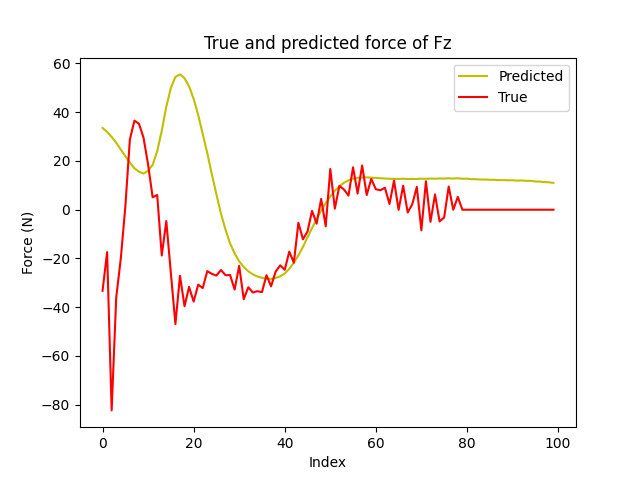 True and predicted force of Fz
Predicted
True
60
40
20
0
−20
−40
−60
−80
Force (N)
0 20 40 60 80 100
Index